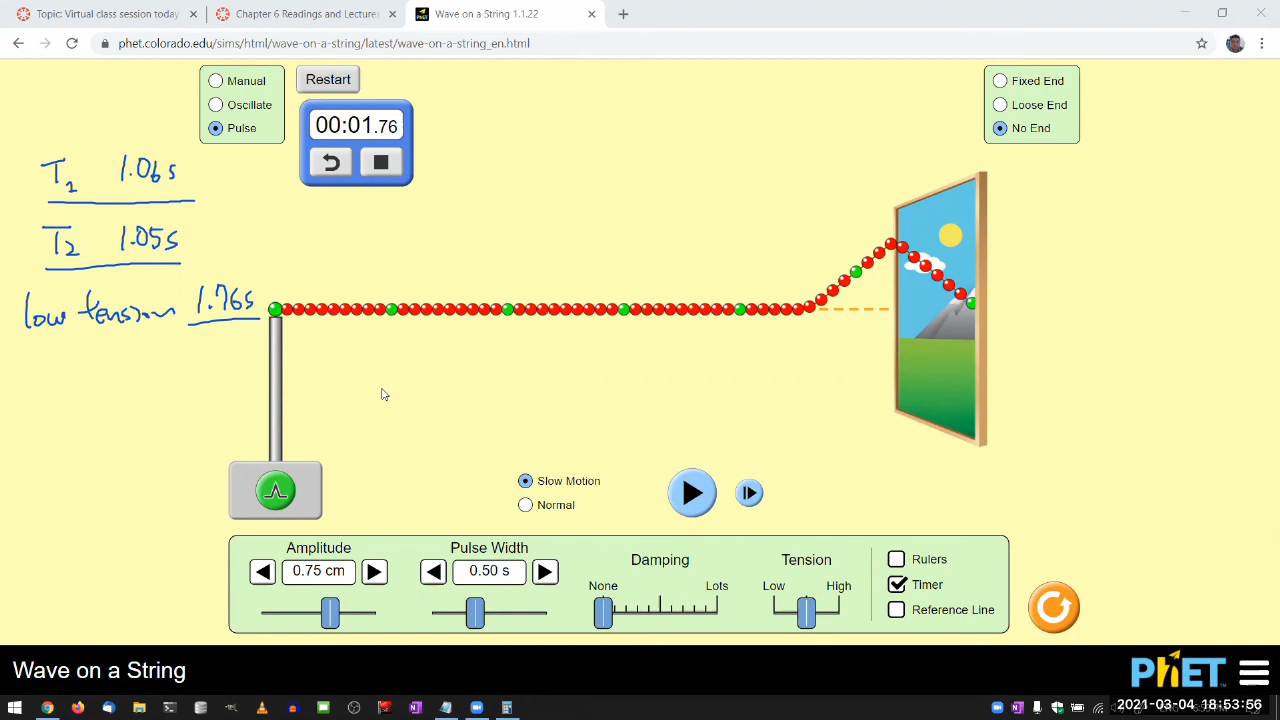 Topic: Virtual class session today
Chapter 6 Readings and Lectures
Wave on a String 1.1.22
phet.colorado.edu/sims/html/wave-on-a-string/latest/wave-on-a-string_en.html
Manual
Oscillate
Pulse
Restart
00:01.76
Fixed End
Loose End
No End
T1 1.06s
T2 1.05s
low tension 1.76s
Slow Motion
Normal
Amplitude
0.75 cm
Pulse Width
0.50 s
Damping
None Lots
Tension
Low High
Rulers
Timer
Reference Line
Wave on a String
PhET
2021-03-04 18:53:56